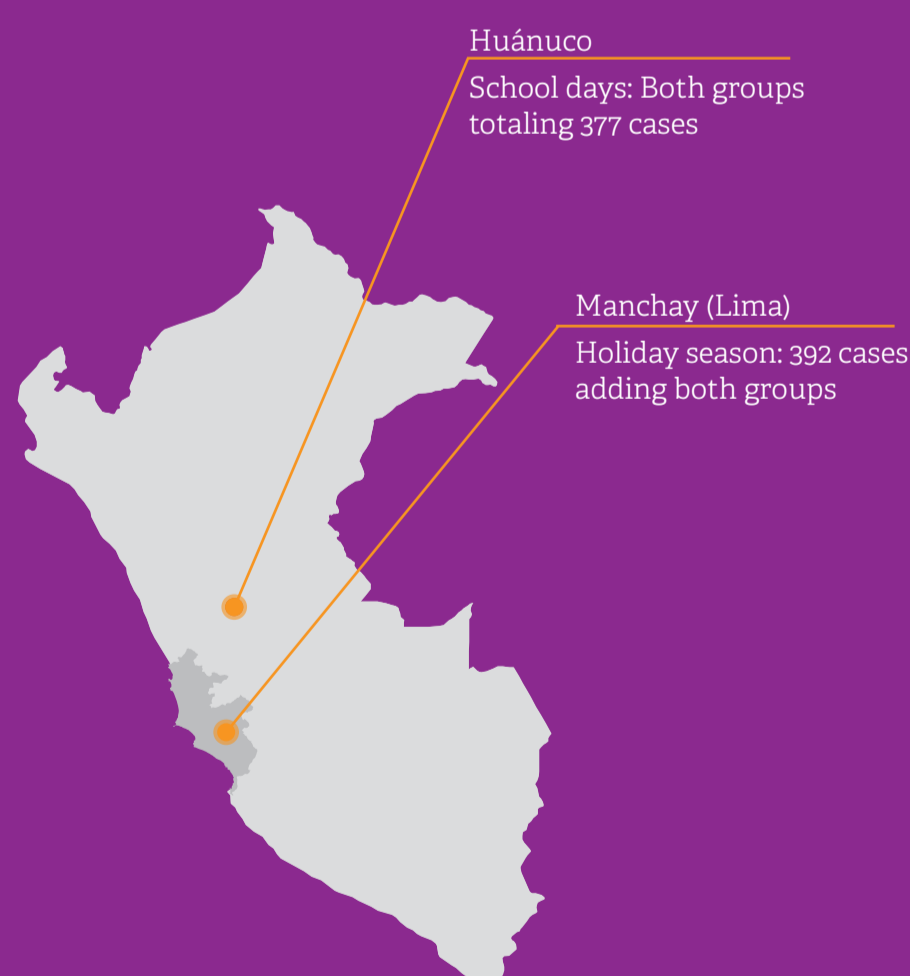 Huánuco
School days: Both groups
totaling 377 cases
Manchay (Lima)
Holiday season: 392 cases
adding both groups